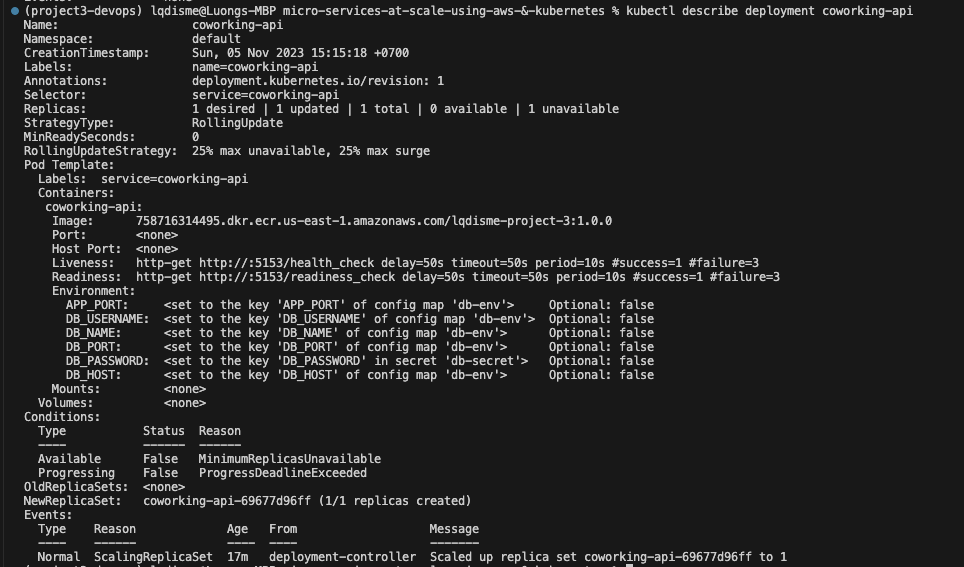 (project3-devops) lqdisme@Luongs-MBP micro-services-at-scale-using-aws-&-kubernetes % kubectl describe deployment coworking-api
Name:                   coworking-api
Namespace:              default
CreationTimestamp:      Sun, 05 Nov 2023 15:15:18 +0700
Labels:                 name=coworking-api
Annotations:            deployment.kubernetes.io/revision: 1
Selector:               service=coworking-api
Replicas:               1 desired | 1 updated | 1 total | 0 available | 1 unavailable
StrategyType:           RollingUpdate
MinReadySeconds:        0
RollingUpdateStrategy:  25% max unavailable, 25% max surge
Pod Template:
  Labels:  service=coworking-api
  Containers:
   coworking-api:
    Image:      758716314495.dkr.ecr.us-east-1.amazonaws.com/lqdisme-project-3:1.0.0
    Port:       <none>
    Host Port:  <none>
    Liveness:   http-get http://:5153/health_check delay=50s timeout=50s period=10s #success=1 #failure=3
    Readiness:  http-get http://:5153/readiness_check delay=50s timeout=50s period=10s #success=1 #failure=3
    Environment:
      APP_PORT:     <set to the key 'APP_PORT' of config map 'db-env'>     Optional: false
      DB_USERNAME:  <set to the key 'DB_USERNAME' of config map 'db-env'>  Optional: false
      DB_NAME:      <set to the key 'DB_NAME' of config map 'db-env'>      Optional: false
      DB_PORT:      <set to the key 'DB_PORT' of config map 'db-env'>      Optional: false
      DB_PASSWORD:  <set to the key 'DB_PASSWORD' in secret 'db-secret'>   Optional: false
      DB_HOST:      <set to the key 'DB_HOST' of config map 'db-env'>      Optional: false
    Mounts:         <none>
  Volumes:          <none>
Conditions:
  Type           Status  Reason
  ----           ------  ------
  Available      False   MinimumReplicasUnavailable
  Progressing    False   ProgressDeadlineExceeded
OldReplicaSets:  <none>
NewReplicaSet:   coworking-api-69677d96ff (1/1 replicas created)
Events:
  Type    Reason             Age   From                   Message
  ----    ------             ----  ----                   -------
  Normal  ScalingReplicaSet  17m   deployment-controller  Scaled up replica set coworking-api-69677d96ff to 1